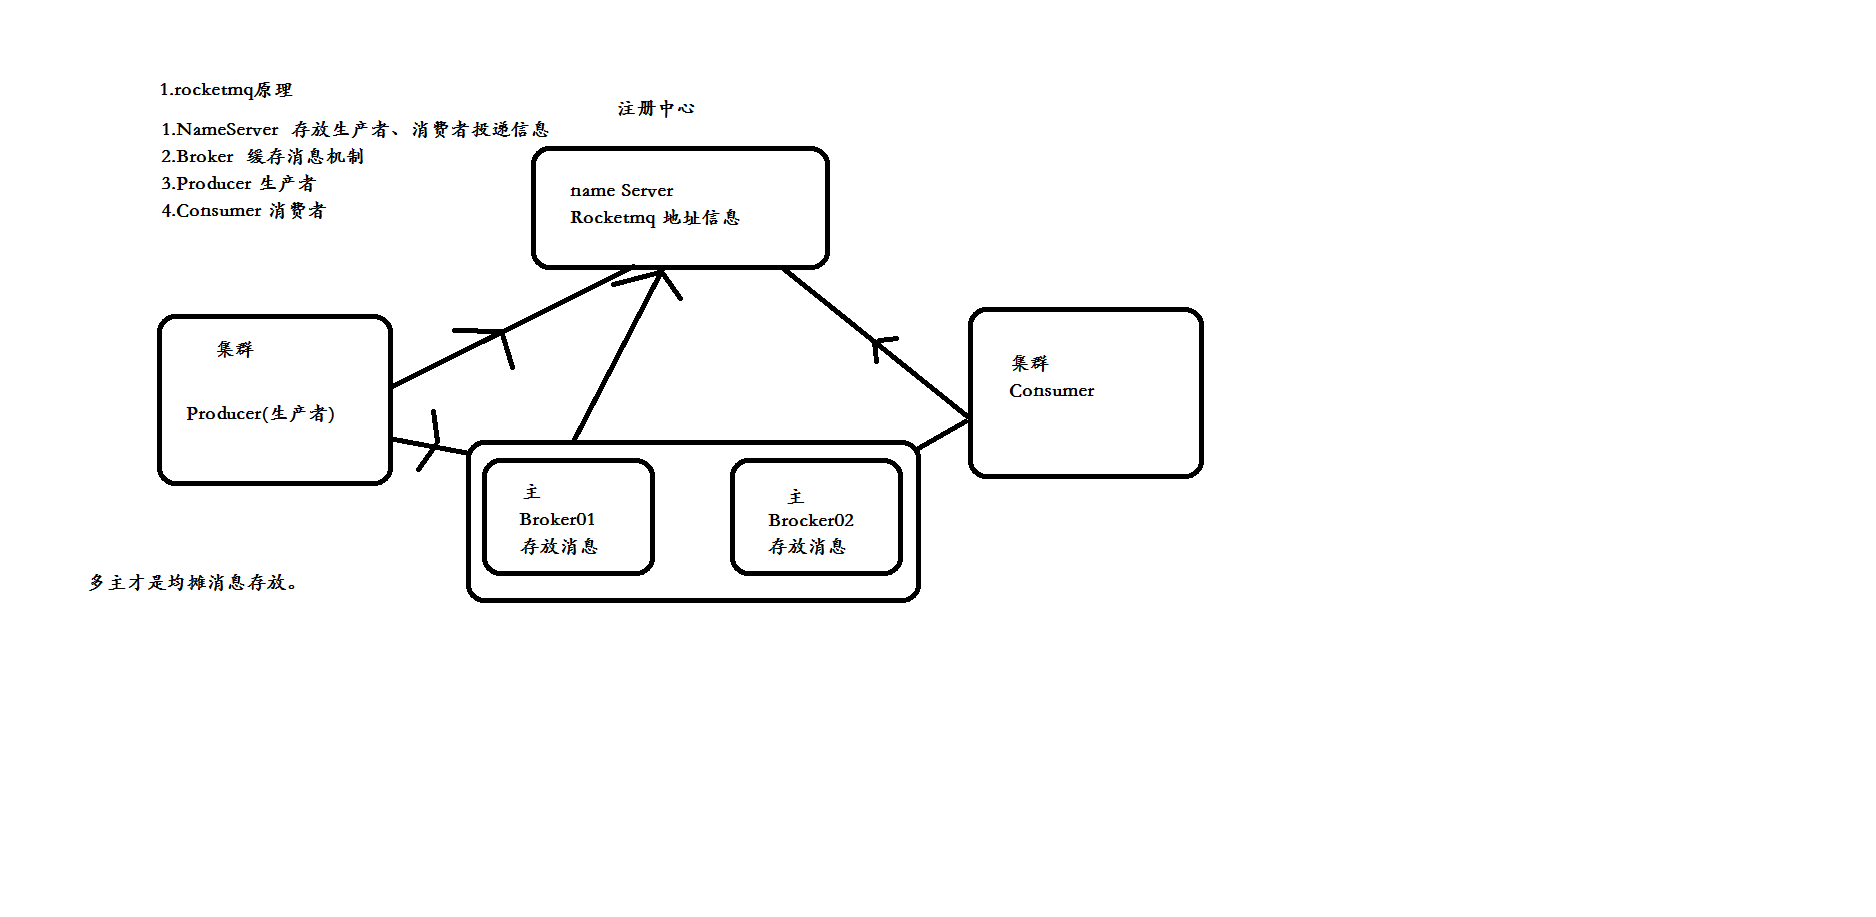 1.rocketmq原理
注册中心
1.NameServer 存放生产者、消费者投递信息
2.Broker 缓存消息机制
3.Producer 生产者
4.Consumer 消费者
name Server
Rocketmq 地址信息
集群
Producer(生产者)
集群
Consumer
主
Broker01
存放消息
主
Brocker02
存放消息
多主才是均摊消息存放。